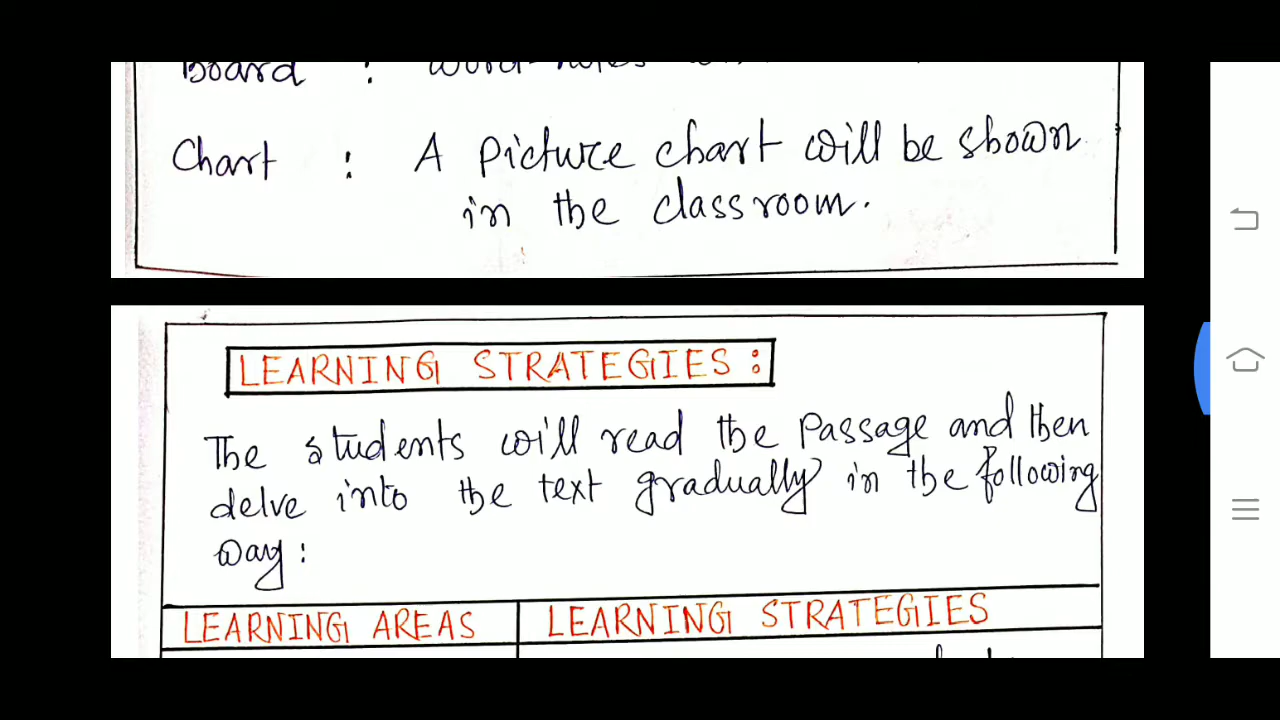 Board :
Chart : A picture chart will be shown
in the classroom.
LEARNING STRATEGIES :
The students will read the passage and then
delve into the text gradually in the following
way :
LEARNING AREAS LEARNING STRATEGIES